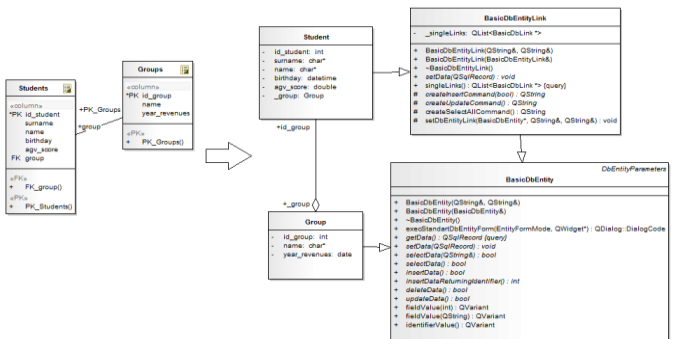 Students
«column»
*PK id_student
surname
name
birthday
agv_score
FK group
«FK»
+ FK_group()
«PK»
+ PK_Students()
+PK_Groups
+group
Groups
«column»
*PK id_group
name
year_revenues
«PK»
+ PK_Groups()
Student
- id_student: int
- surname: char*
- name: char*
- birthday: datetime
- agv_score: double
- _group: Group
+id_group
+_group
Group
- id_group: int
- name: char*
- year_revenues: date
BasicDbEntityLink
- _singleLinks: QList<BasicDbLink *>
+ BasicDbEntityLink(QString&, QString&)
+ BasicDbEntityLink(BasicDbEntityLink&)
+ ~BasicDbEntityLink()
+ setData(QSqlRecord) : void
+ singleLinks() : QList<BasicDbLink *> {query}
# createInsertCommand(bool) : QString
# createUpdateCommand() : QString
# createSelectAllCommand() : QString
# setDbEntityLink(BasicDbEntity*, QString&, QString&) : void
DbEntityParameters
BasicDbEntity
+ BasicDbEntity(QString&, QString&)
+ BasicDbEntity(BasicDbEntity&)
+ ~BasicDbEntity()
+ execStandartDbEntityForm(EntityFormMode, QWidget*) : QDialog::DialogCode
+ getData() : QSqlRecord {query}
+ setData(QSqlRecord) : void
+ selectData(QString&) : bool
+ selectData() : bool
+ insertData() : bool
+ insertDataReturningIdentifier() : int
+ deleteData() : bool
+ updateData() : bool
+ fieldValue(int) : QVariant
+ fieldValue(QString) : QVariant
+ identifierValue() : QVariant